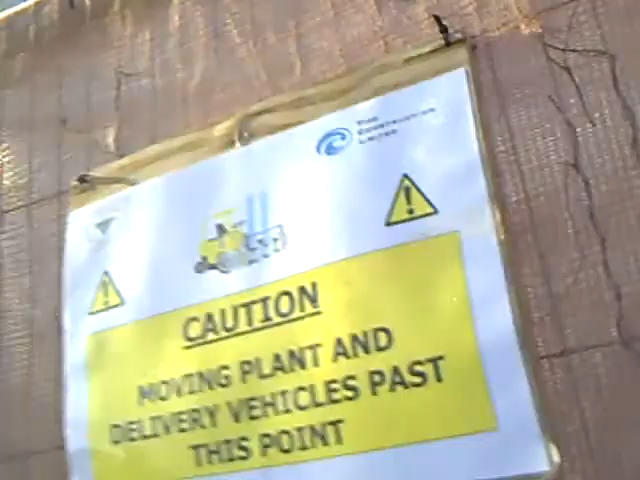 CAUTION
MOVING PLANT AND
DELIVERY VEHICLES PAST
THIS POINT